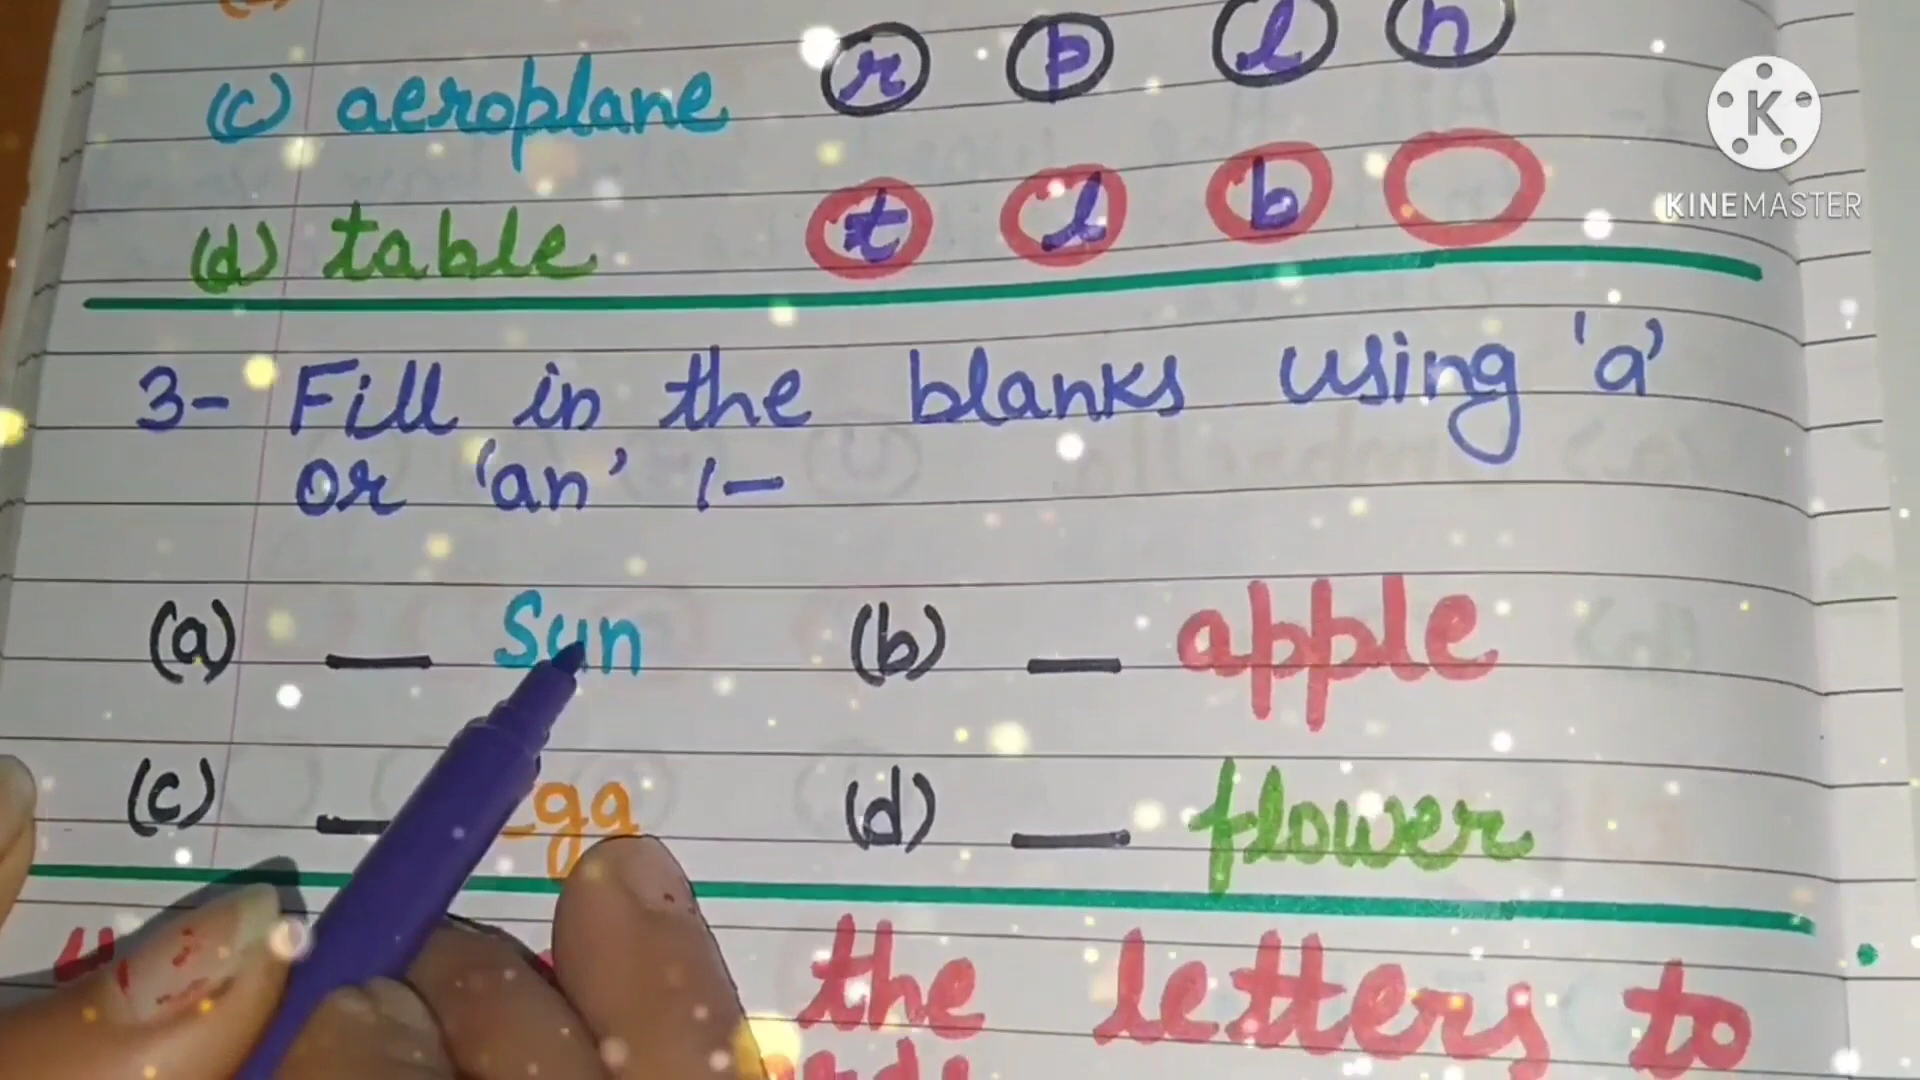 (c) aeroplane r p l n
(d) table t l b
3- Fill in the blanks using 'a'
or 'an' :-
(a) __ Sun (b) __ apple
(c) __ (d) __ flower
the letters to
KINEMASTER